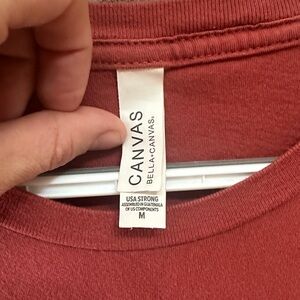 CANVAS
BELLA+CANVAS.
USA STRONG
ASSEMBLED IN GUATEMALA
OF US COMPONENTS
M